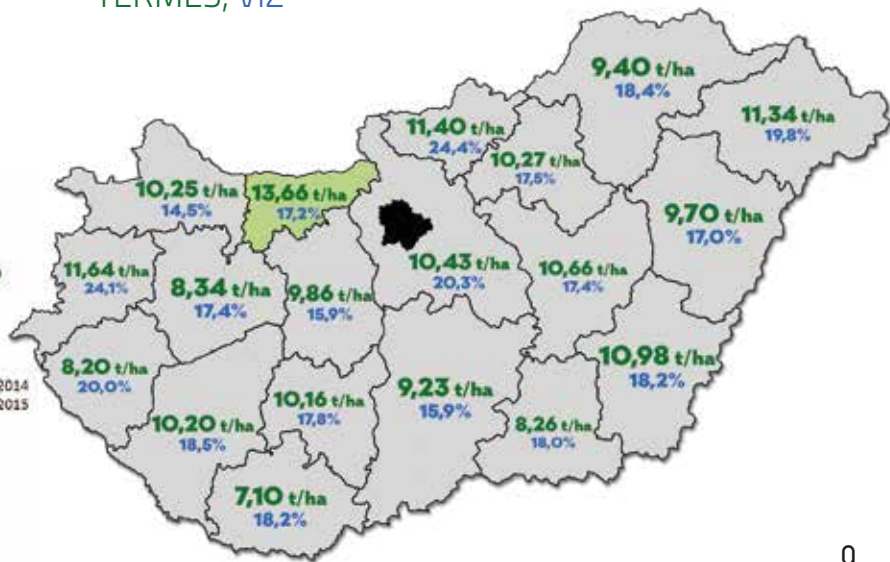 TERMÉS, VÍZ
9,40 t/ha
18,4%
11,34 t/ha
19,8%
11,40 t/ha
24,4%
10,27 t/ha
17,5%
10,25 t/ha
14,5%
13,66 t/ha
17,2%
9,70 t/ha
17,0%
11,64 t/ha
24,1%
8,34 t/ha
17,4%
9,86 t/ha
15,9%
10,43 t/ha
20,3%
10,66 t/ha
17,4%
8,20 t/ha
20,0%
2014
2015
10,98 t/ha
18,2%
10,20 t/ha
18,5%
10,16 t/ha
17,8%
9,23 t/ha
15,9%
8,26 t/ha
18,0%
7,10 t/ha
18,2%
0